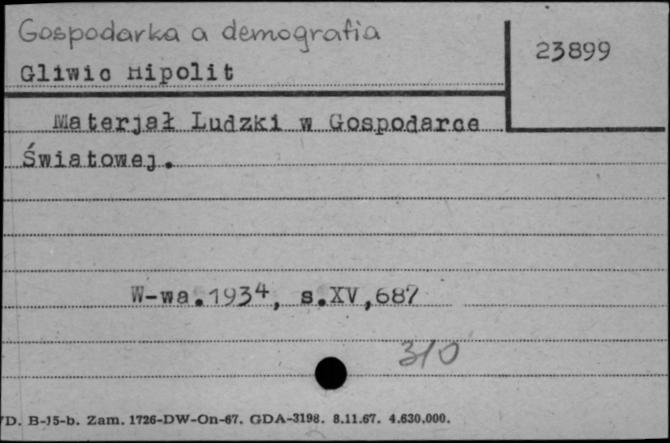 Gospodarka a demografia
23899
Gliwic Hipolit
Materjał Ludzki w Gospodarce
Światowej.
W-wa.1934, s.XV,687
310
D. B-15-b. Zam. 1726-DW-On-67. GDA-3198. 8.11.67. 4.630.000.